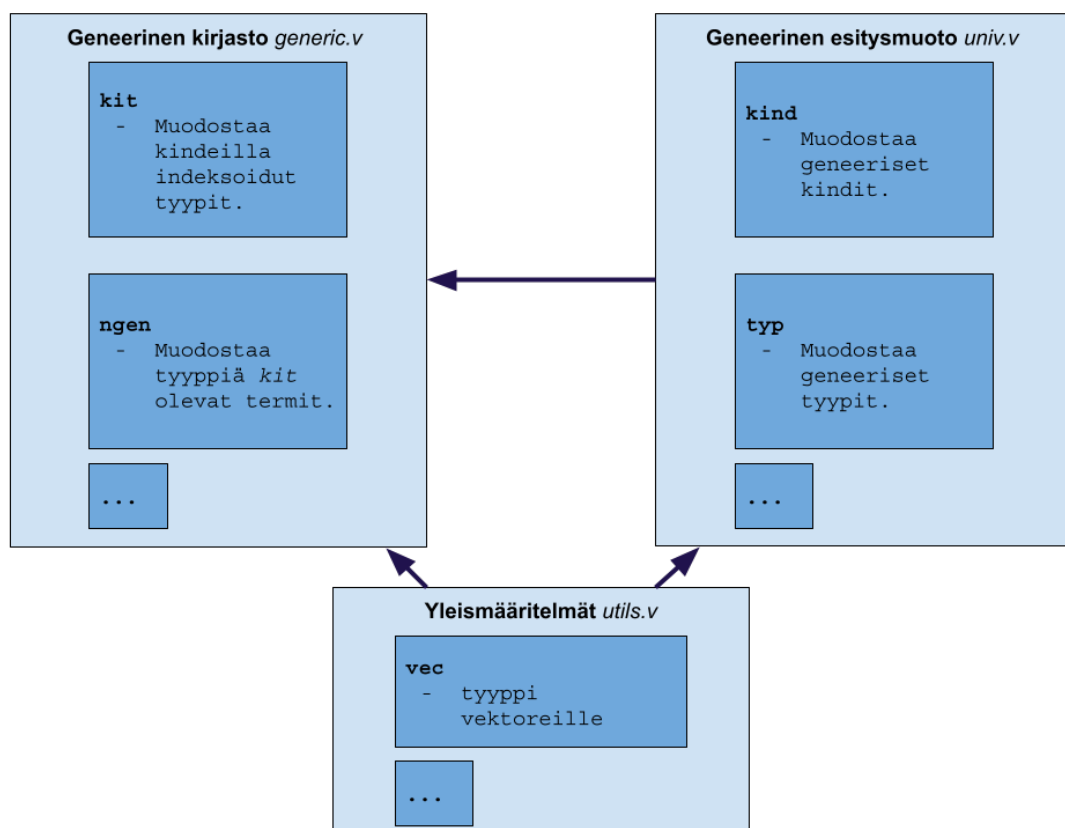 Geneerinen kirjasto generic.v
kit
- Muodostaa
kindeilla
indeksoidut
tyypit.
ngen
- Muodostaa
tyyppiä kit
olevat termit.
...
Geneerinen esitysmuoto univ.v
kind
- Muodostaa
geneeriset
kindit.
typ
- Muodostaa
geneeriset
tyypit.
...
Yleismääritelmät utils.v
vec
- tyyppi
vektoreille
...